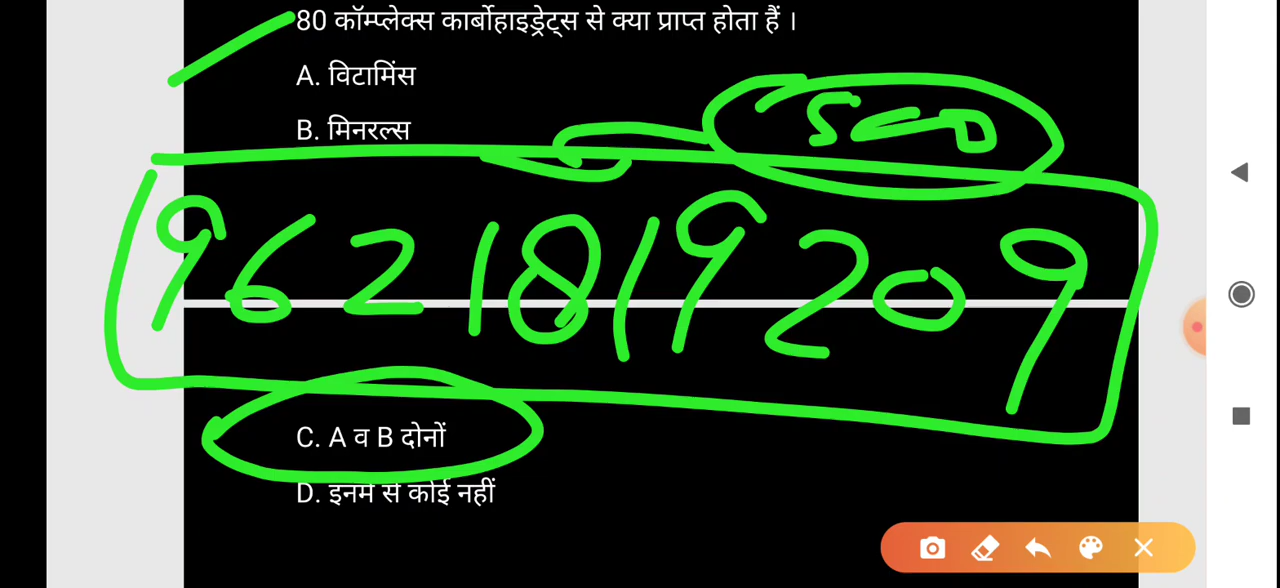 80 कॉम्प्लेक्स कार्बोहाइड्रेट्स से क्या प्राप्त होता हैं ।
A. विटामिंस
B. मिनरल्स
9621819209
C. A व B दोनों
D. इनमें से कोई नहीं